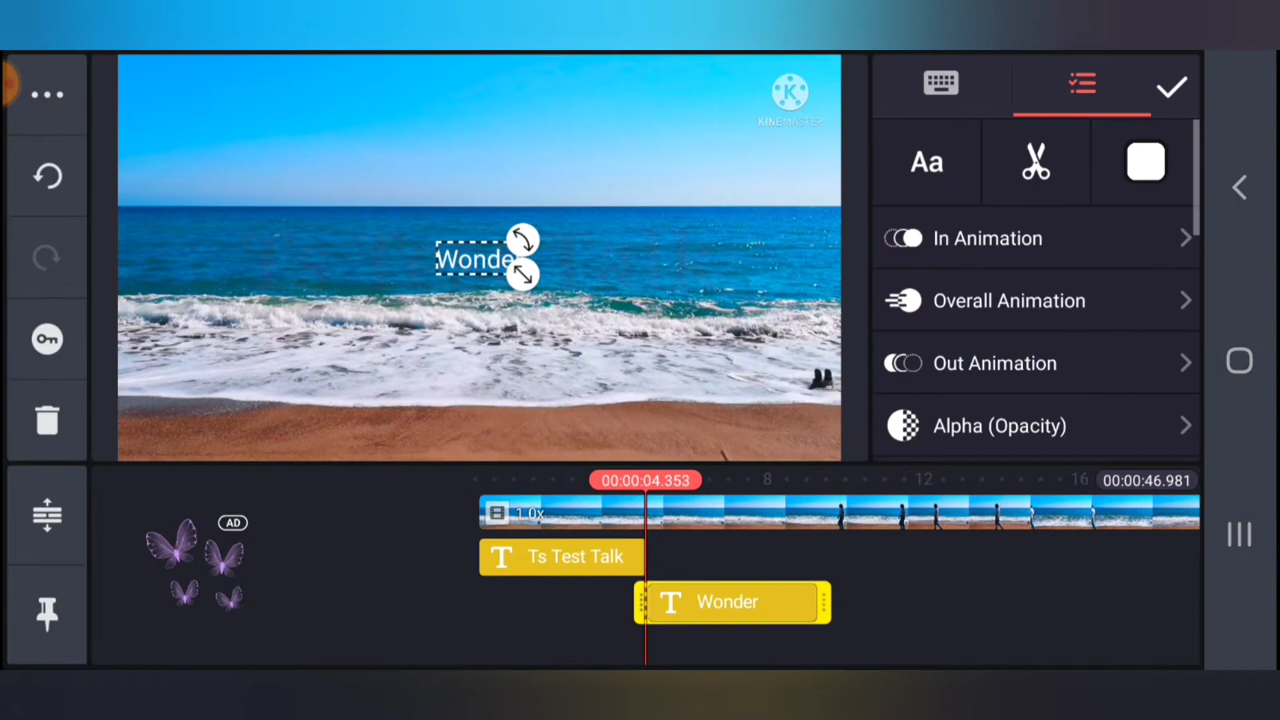 K
KINEMASTER
Wonde
Aa
In Animation
Overall Animation
Out Animation
Alpha (Opacity)
00:00:04.353
8
12
16
00:00:46.981
1.0x
AD
T Ts Test Talk
T Wonder